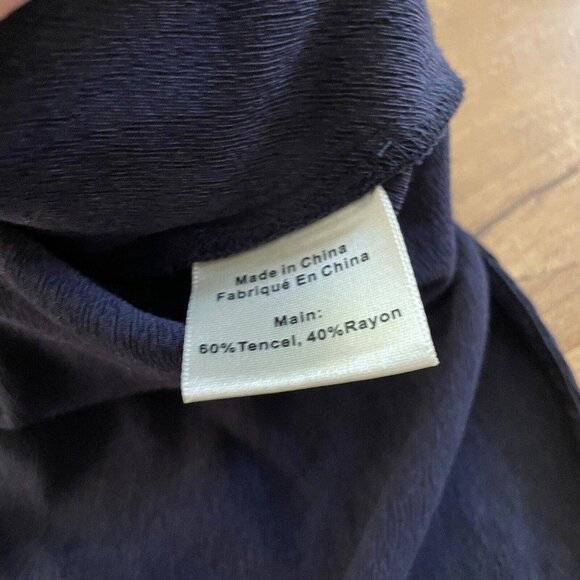 Made in China
Fabriqué En China
Main:
60%Tencel, 40%Rayon